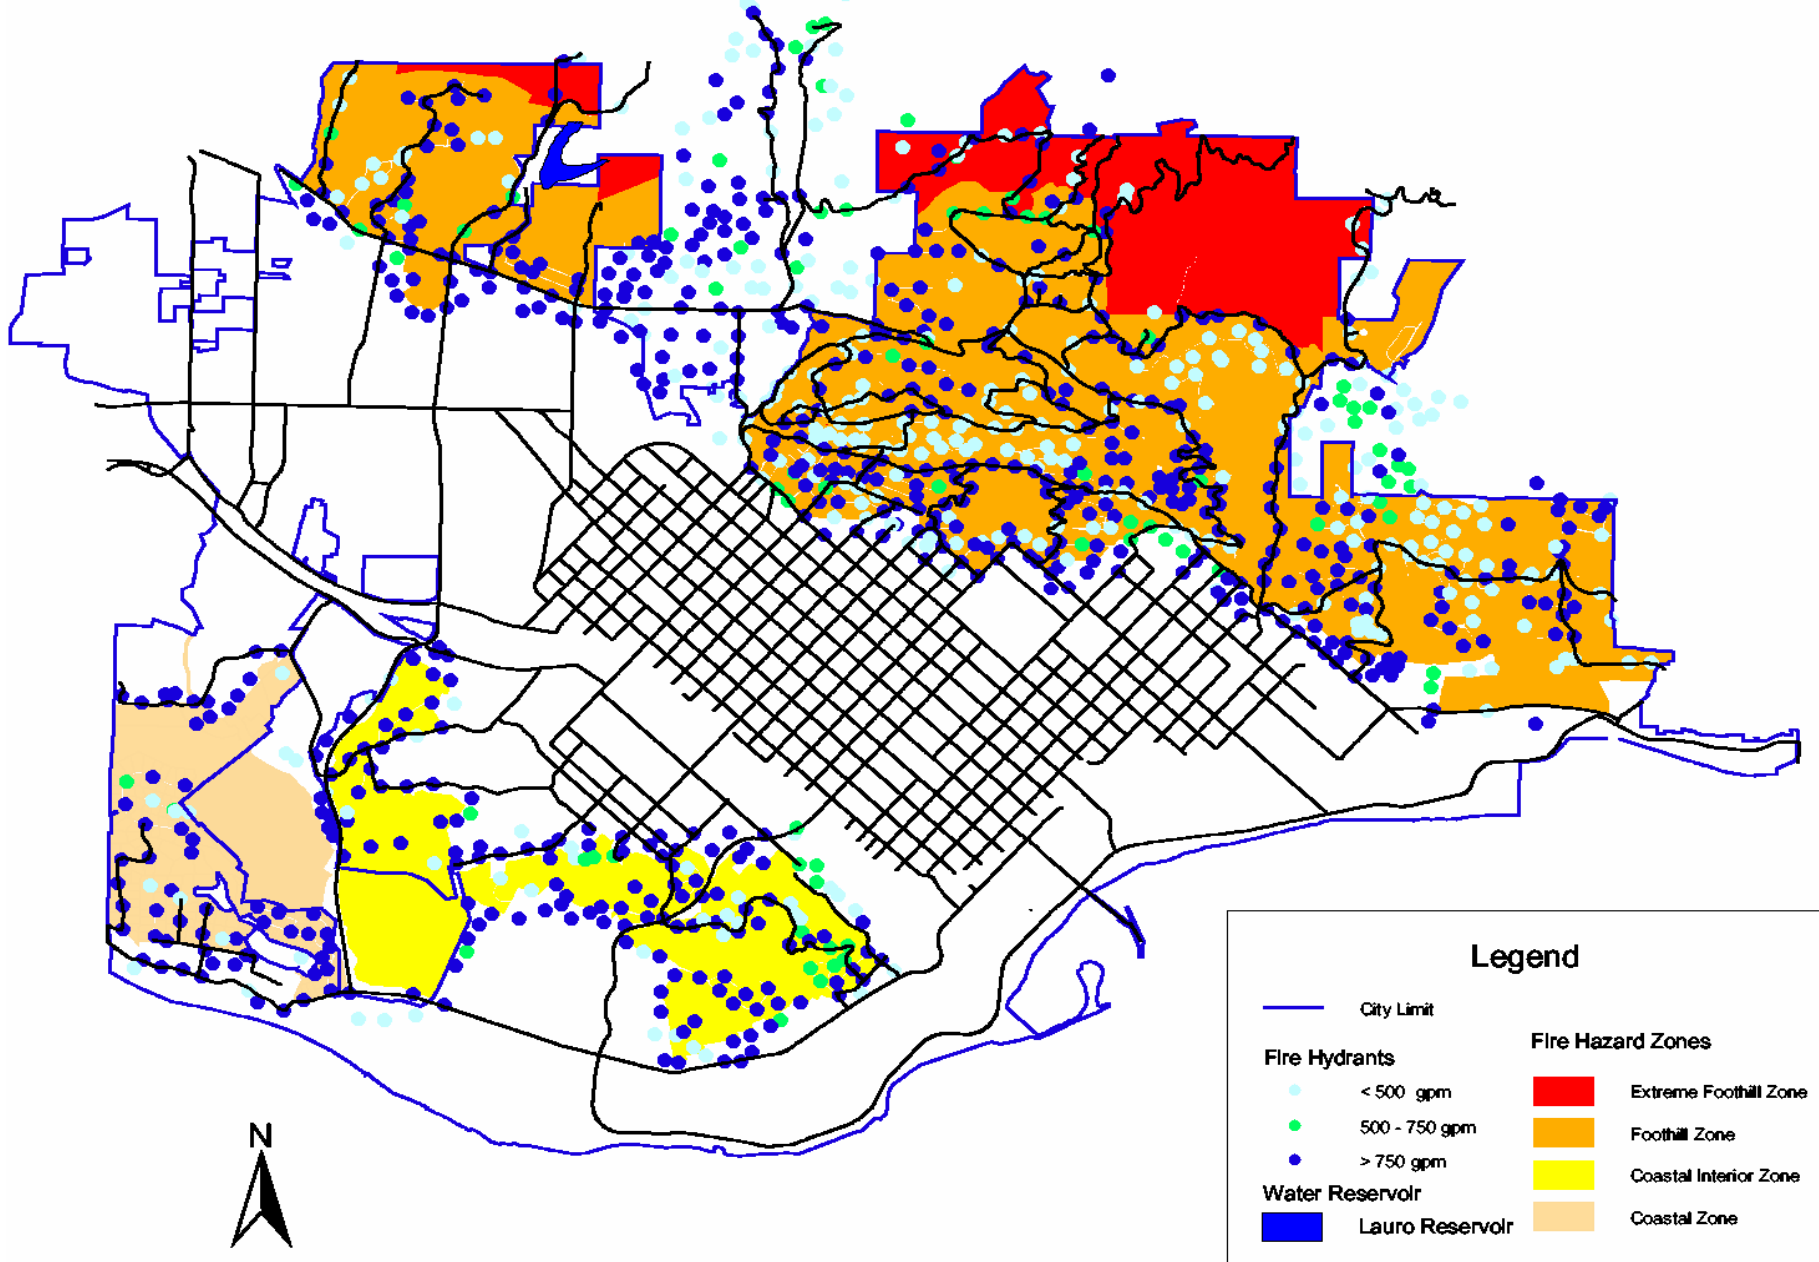 N
Legend
City Limit
Fire Hydrants
< 500 gpm
500 - 750 gpm
> 750 gpm
Water Reservoir
Lauro Reservoir
Fire Hazard Zones
Extreme Foothill Zone
Foothill Zone
Coastal Interior Zone
Coastal Zone